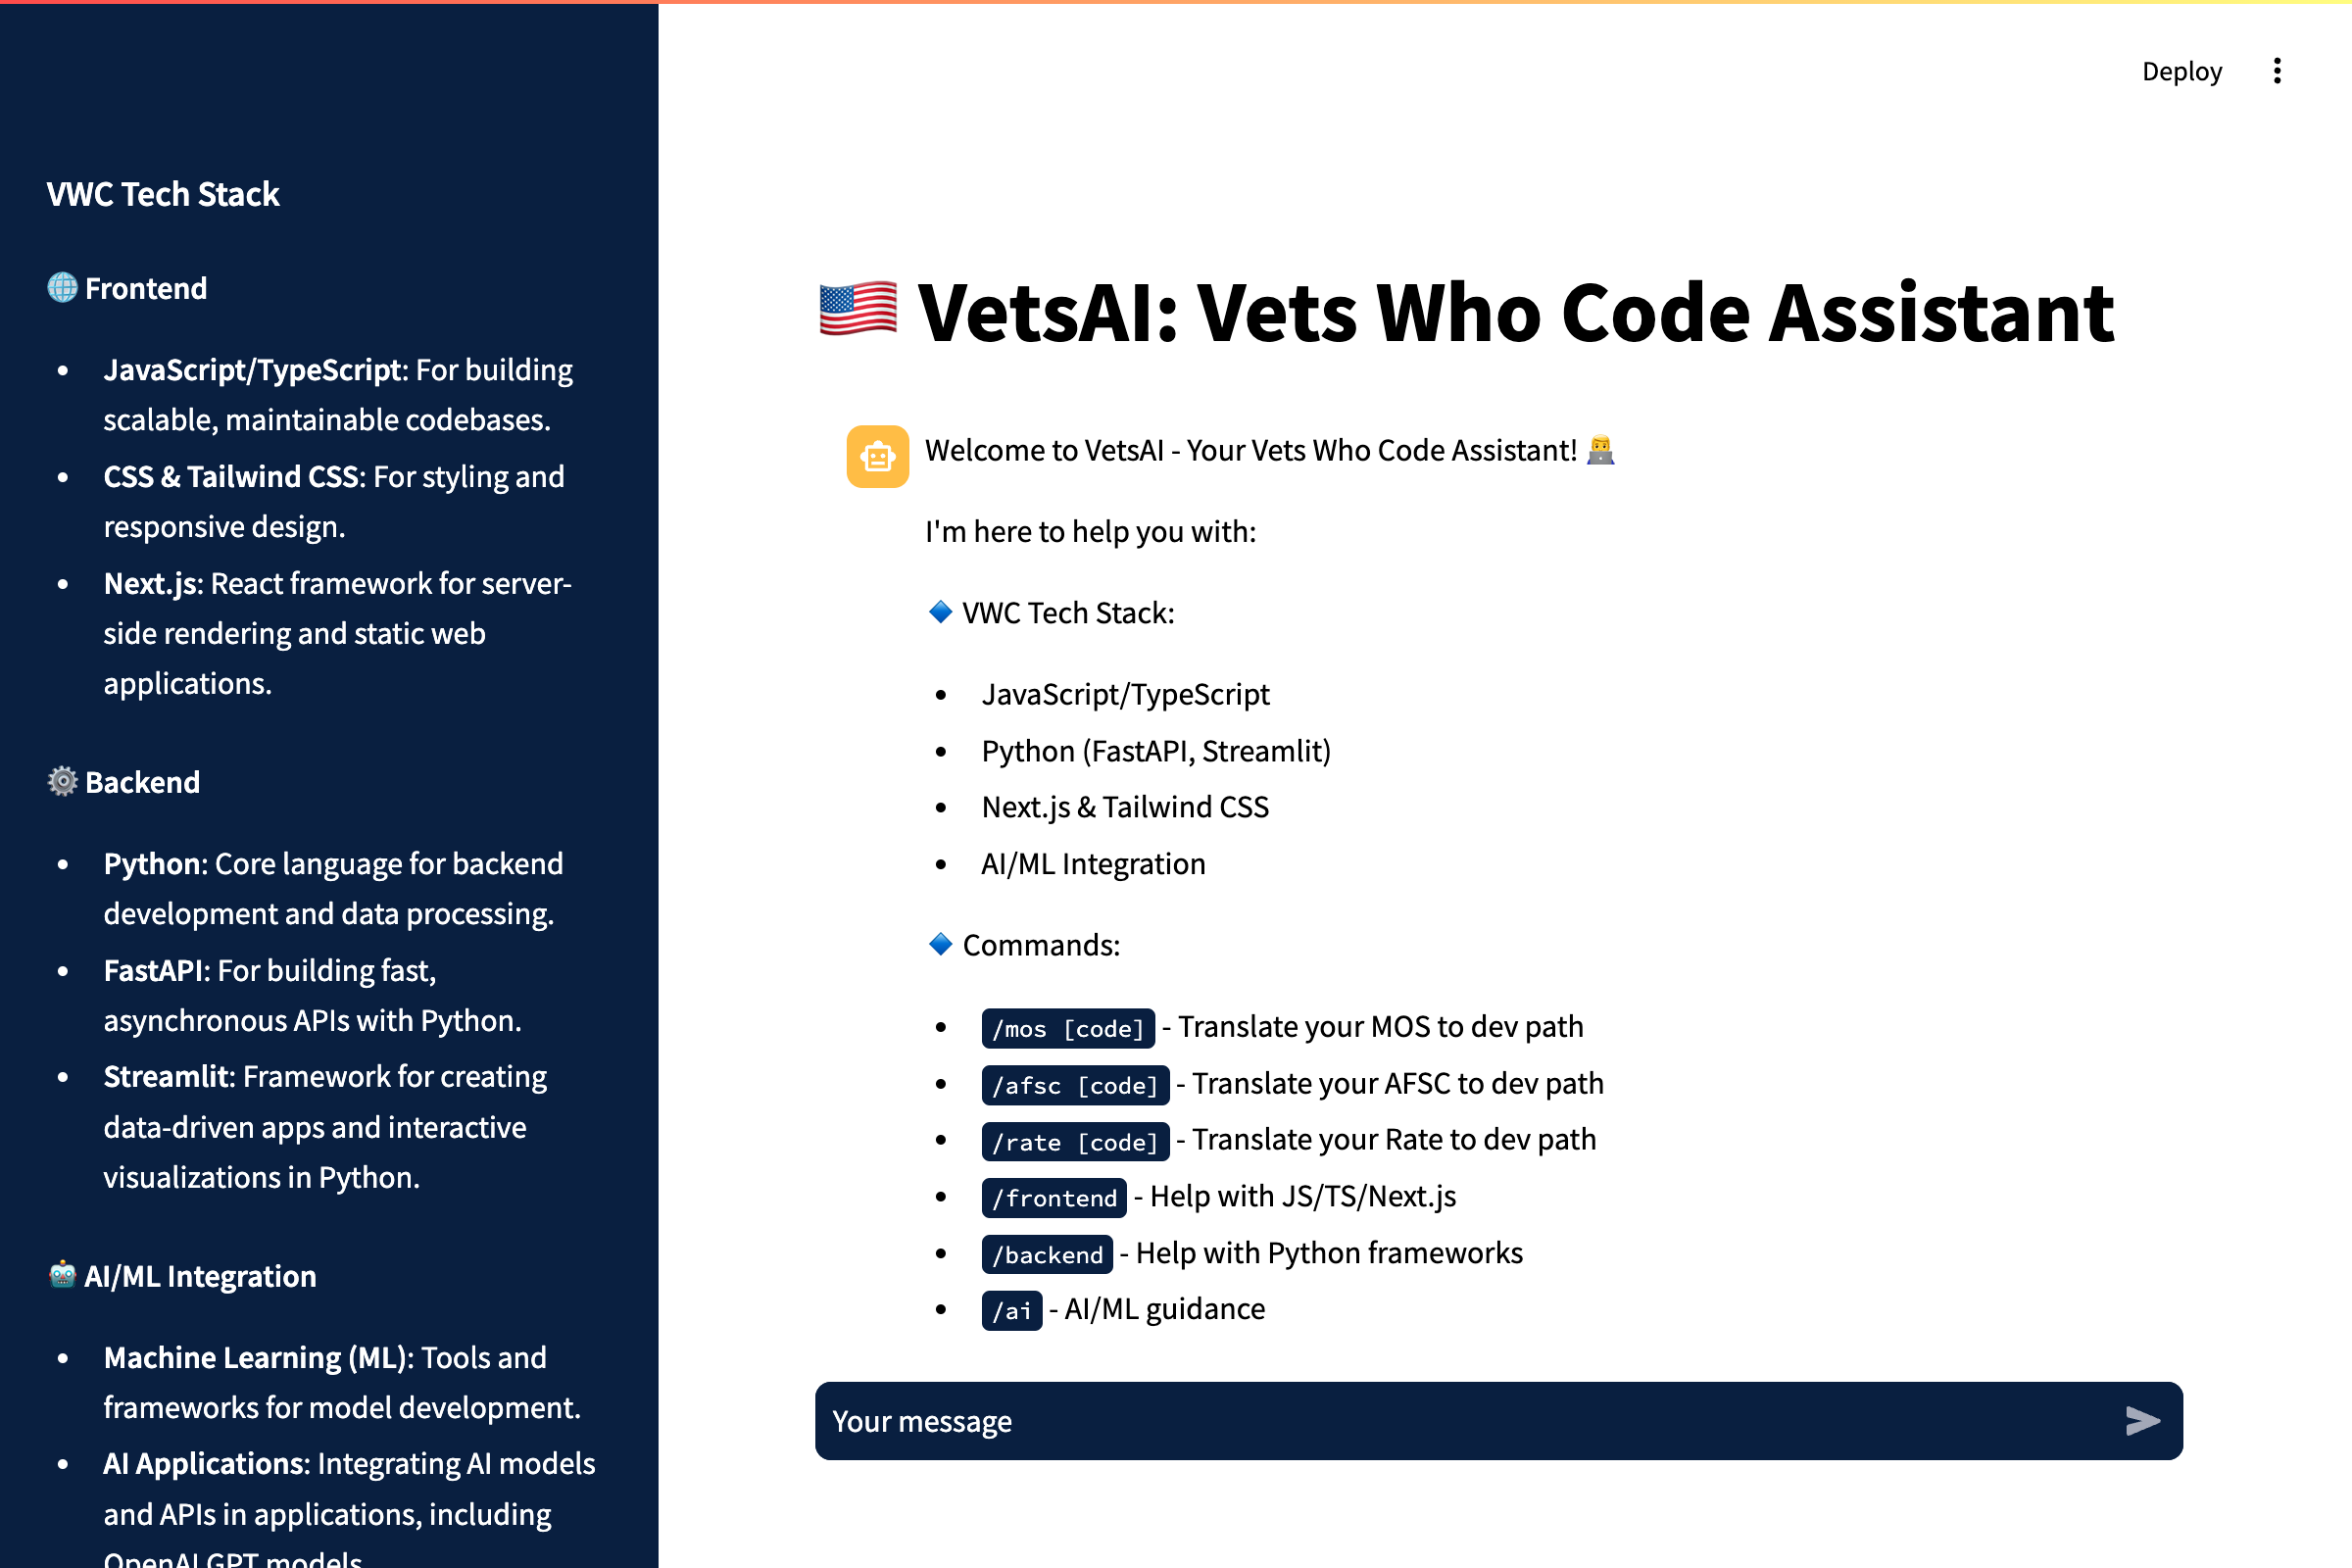 Deploy
VWC Tech Stack
🌐 Frontend
• JavaScript/TypeScript: For building
scalable, maintainable codebases.
• CSS & Tailwind CSS: For styling and
responsive design.
• Next.js: React framework for server-
side rendering and static web
applications.
⚙️ Backend
• Python: Core language for backend
development and data processing.
• FastAPI: For building fast,
asynchronous APIs with Python.
• Streamlit: Framework for creating
data-driven apps and interactive
visualizations in Python.
🤖 AI/ML Integration
• Machine Learning (ML): Tools and
frameworks for model development.
• AI Applications: Integrating AI models
and APIs in applications, including
OpenAI GPT models
🇺🇸 VetsAI: Vets Who Code Assistant
Welcome to VetsAI - Your Vets Who Code Assistant! 👨‍💻
I'm here to help you with:
🔷 VWC Tech Stack:
• JavaScript/TypeScript
• Python (FastAPI, Streamlit)
• Next.js & Tailwind CSS
• AI/ML Integration
🔷 Commands:
• /mos [code] - Translate your MOS to dev path
• /afsc [code] - Translate your AFSC to dev path
• /rate [code] - Translate your Rate to dev path
• /frontend - Help with JS/TS/Next.js
• /backend - Help with Python frameworks
• /ai - AI/ML guidance
Your message